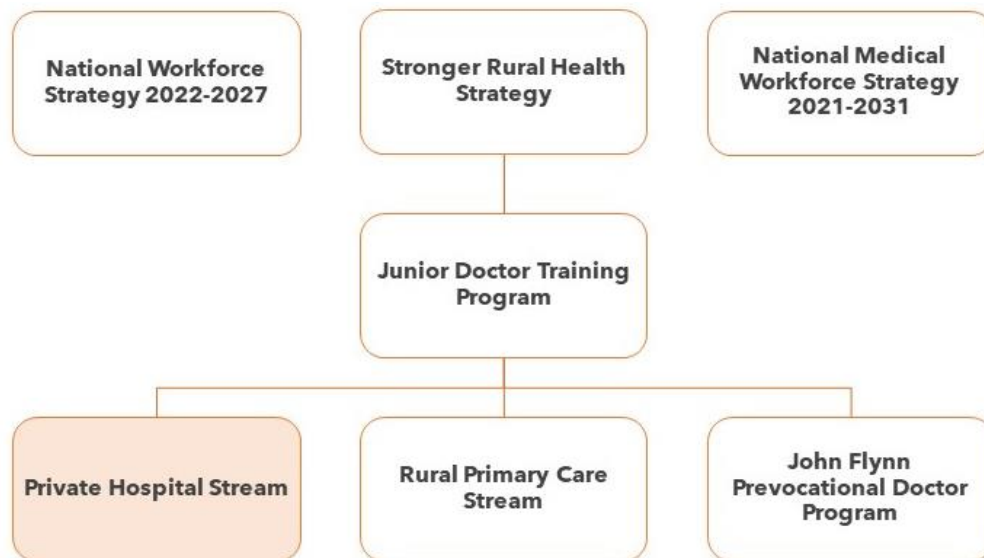 National Workforce
Strategy 2022-2027
Stronger Rural Health
Strategy
National Medical
Workforce Strategy
2021-2031
Junior Doctor Training
Program
Private Hospital Stream
Rural Primary Care
Stream
John Flynn
Prevocational Doctor
Program